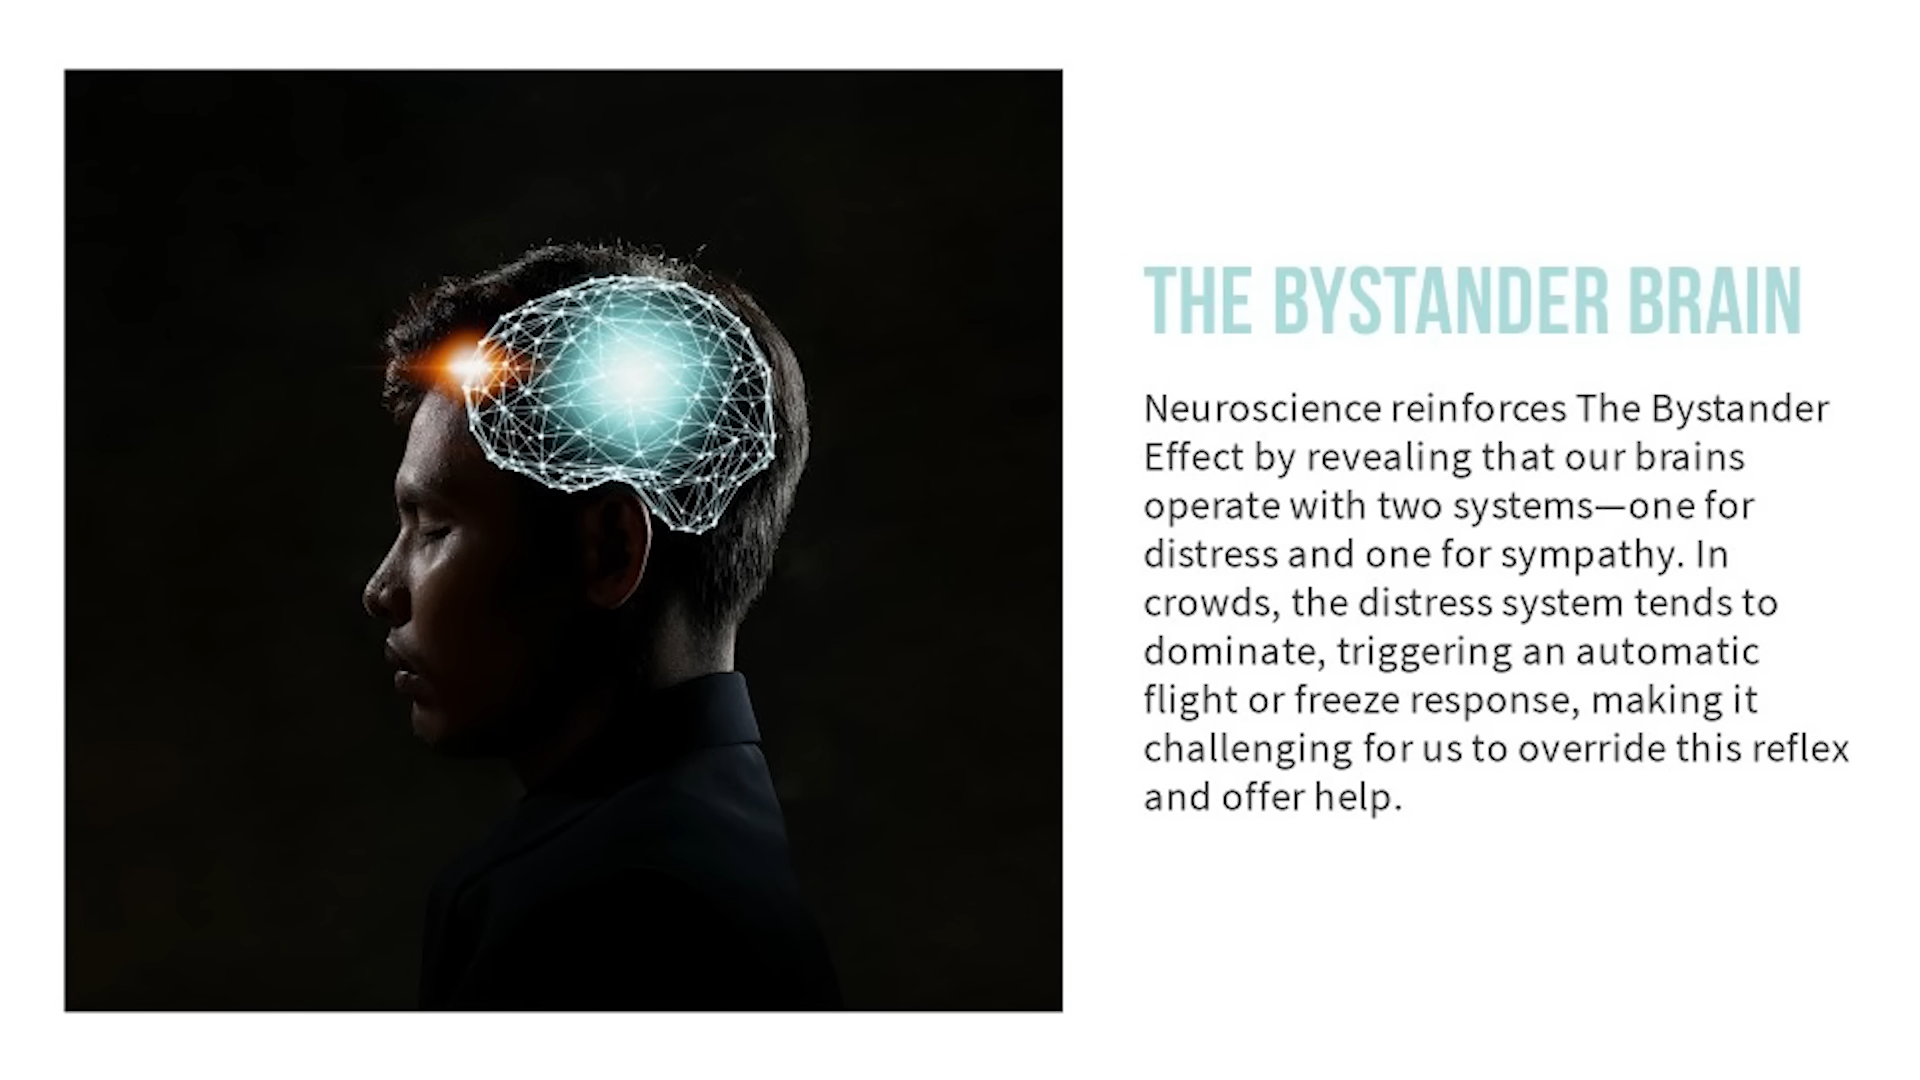 THE BYSTANDER BRAIN
Neuroscience reinforces The Bystander
Effect by revealing that our brains
operate with two systems—one for
distress and one for sympathy. In
crowds, the distress system tends to
dominate, triggering an automatic
flight or freeze response, making it
challenging for us to override this reflex
and offer help.